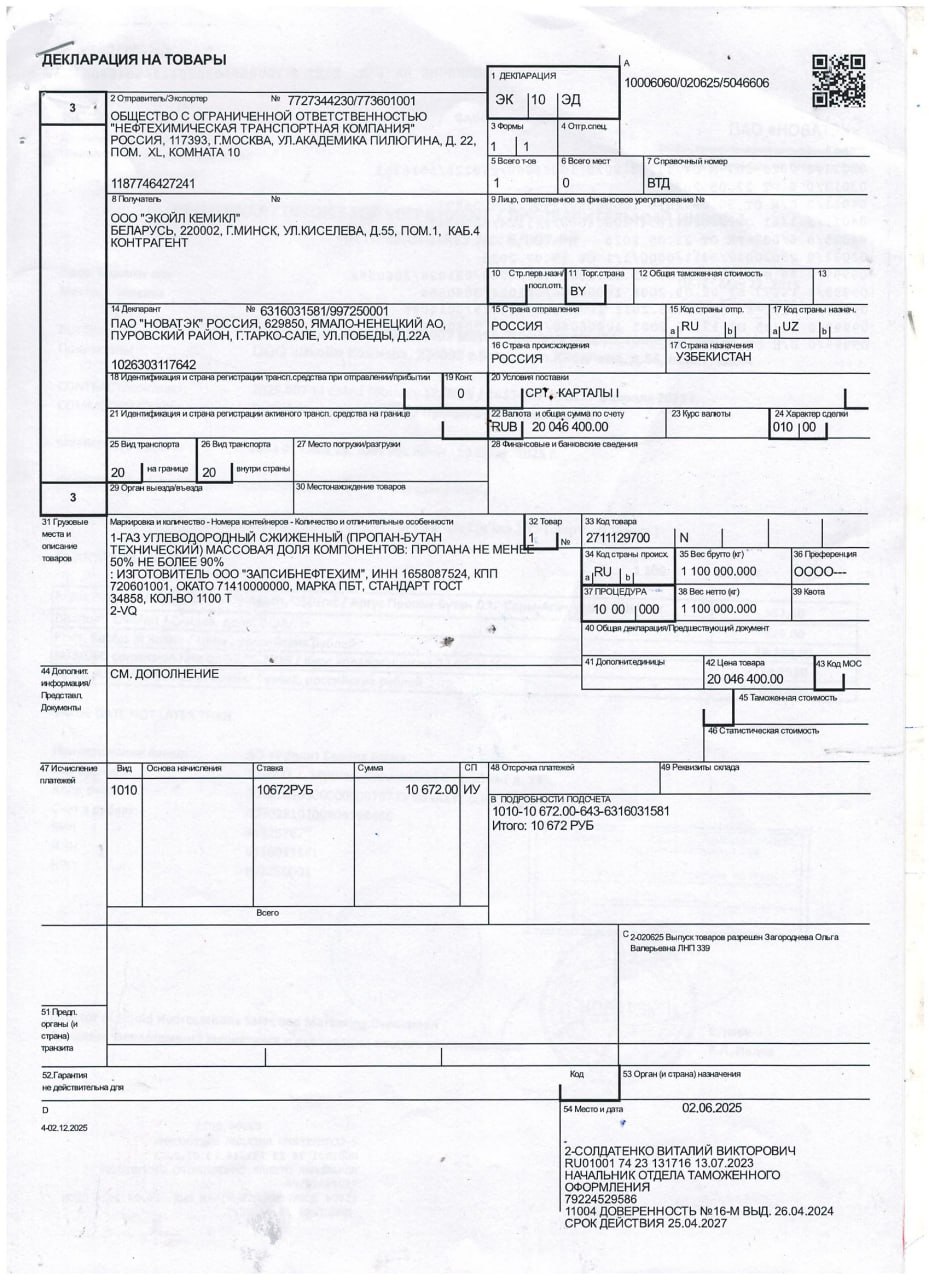 ДЕКЛАРАЦИЯ НА ТОВАРЫ
1 ДЕКЛАРАЦИЯ
ЭК 10 ЭД
А
10006060/020625/5046606
3
2 Отправитель/Экспортер № 7727344230/773601001
ОБЩЕСТВО С ОГРАНИЧЕННОЙ ОТВЕТСТВЕННОСТЬЮ
"НЕФТЕХИМИЧЕСКАЯ ТРАНСПОРТНАЯ КОМПАНИЯ"
РОССИЯ, 117393, Г.МОСКВА, УЛ.АКАДЕМИКА ПИЛЮГИНА, Д. 22,
ПОМ. XL, КОМНАТА 10
1187746427241
3 Формы 4 Отгр.спец.
1 1
5 Всего т-ов 6 Всего мест 7 Справочный номер
1 0 ВТД
8 Получатель №
ООО "ЭКОЙЛ КЕМИКЛ"
БЕЛАРУСЬ, 220002, Г.МИНСК, УЛ.КИСЕЛЕВА, Д.55, ПОМ.1, КАБ.4
КОНТРАГЕНТ
9 Лицо, ответственное за финансовое урегулирование №
10 Стр.перв.назн/ посл.отп. 11 Торг.страна 12 Общая таможенная стоимость 13
BY
14 Декларант № 6316031581/997250001
ПАО "НОВАТЭК" РОССИЯ, 629850, ЯМАЛО-НЕНЕЦКИЙ АО,
ПУРОВСКИЙ РАЙОН, Г.ТАРКО-САЛЕ, УЛ.ПОБЕДЫ, Д.22А
1026303117642
15 Страна отправления 15 Код страны отпр. 17 Код страны назнач.
РОССИЯ a RU b a UZ b
16 Страна происхождения 17 Страна назначения
РОССИЯ УЗБЕКИСТАН
18 Идентификация и страна регистрации трансп.средства при отправлении/прибытии 19 Конт.
0
20 Условия поставки
CPT КАРТАЛЫ I
21 Идентификация и страна регистрации активного трансп. средства на границе
22 Валюта и общая сумма по счету 23 Курс валюты 24 Характер сделки
RUB 20 046 400.00 010 00
25 Вид транспорта 26 Вид транспорта 27 Место погрузки/разгрузки
20 на границе 20 внутри страны
28 Финансовые и банковские сведения
3
29 Орган выезда/въезда 30 Местонахождение товаров
31 Грузовые
места и
описание
товаров
Маркировка и количество - Номера контейнеров - Количество и отличительные особенности
1-ГАЗ УГЛЕВОДОРОДНЫЙ СЖИЖЕННЫЙ (ПРОПАН-БУТАН
ТЕХНИЧЕСКИЙ) МАССОВАЯ ДОЛЯ КОМПОНЕНТОВ: ПРОПАНА НЕ МЕНЕЕ
50% НЕ БОЛЕЕ 90%
: ИЗГОТОВИТЕЛЬ ООО "ЗАПСИБНЕФТЕХИМ", ИНН 1658087524, КПП
720601001, ОКАТО 71410000000, МАРКА ПБТ, СТАНДАРТ ГОСТ
34858, КОЛ-ВО 1100 Т
2-VQ
32 Товар
1 №
33 Код товара
2711129700 N
34 Код страны происх. 35 Вес брутто (кг) 36 Преференция
a RU b 1 100 000.000 ОООО---
37 ПРОЦЕДУРА 38 Вес нетто (кг) 39 Квота
10 00 000 1 100 000.000
40 Общая декларация/Предшествующий документ
41 Дополнит.единицы 42 Цена товара 43 Код МОС
20 046 400.00
44 Дополнит.
информация/
Представл.
Документы
СМ. ДОПОЛНЕНИЕ
45 Таможенная стоимость
46 Статистическая стоимость
47 Исчисление
платежей
Вид Основа начисления Ставка Сумма СП
1010 10672РУБ 10 672.00 ИУ
Всего
48 Отсрочка платежей 49 Реквизиты склада
В ПОДРОБНОСТИ ПОДСЧЕТА
1010-10 672.00-643-6316031581
Итого: 10 672 РУБ
С 2-020625 Выпуск товаров разрешен Загороднева Ольга
Валерьевна ЛНП 339
51 Предп.
органы (и
страна)
транзита
52.Гарантия
не действительна для
Код
53 Орган (и страна) назначения
D
4-02.12.2025
54 Место и дата 02.06.2025
2-СОЛДАТЕНКО ВИТАЛИЙ ВИКТОРОВИЧ
RU01001 74 23 131716 13.07.2023
НАЧАЛЬНИК ОТДЕЛА ТАМОЖЕННОГО
ОФОРМЛЕНИЯ
79224529586
11004 ДОВЕРЕННОСТЬ №16-М ВЫД. 26.04.2024
СРОК ДЕЙСТВИЯ 25.04.2027